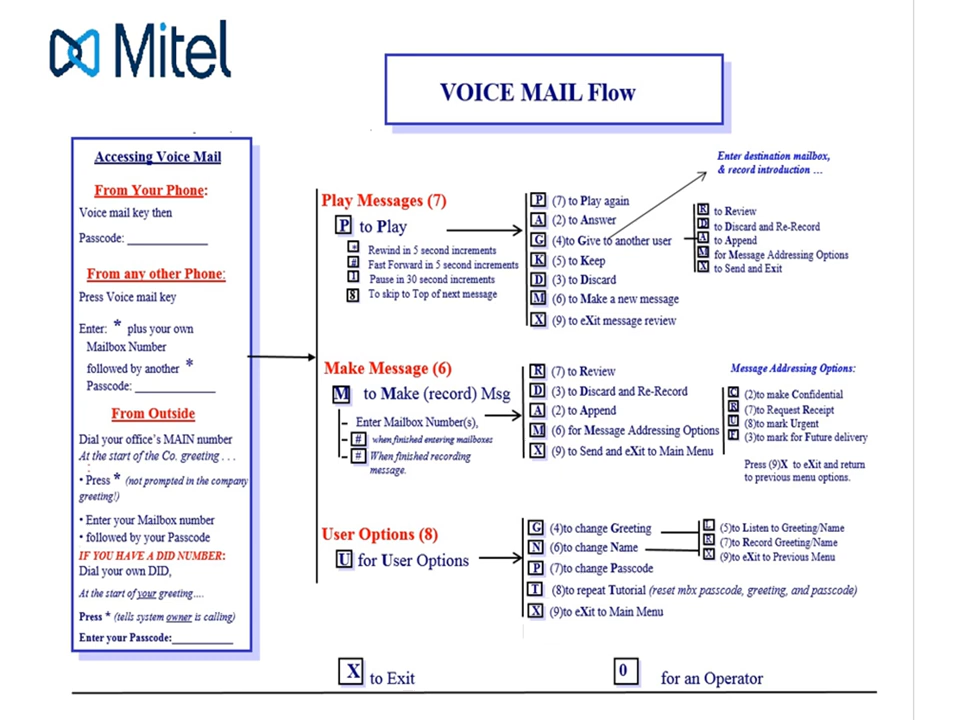 Mitel
VOICE MAIL Flow
Accessing Voice Mail
From Your Phone:
Voice mail key then
Passcode: ______________
From any other Phone:
Press Voice mail key
Enter: * plus your own
Mailbox Number
followed by another *
Passcode: ______________
From Outside
Dial your office's MAIN number
At the start of the Co. greeting . . .
• Press * (not prompted in the company
greeting!)
• Enter your Mailbox number
• followed by your Passcode
IF YOU HAVE A DID NUMBER:
Dial your own DID,
At the start of your greeting....
Press * (tells system owner is calling)
Enter your Passcode:___________
Play Messages (7)
P to Play
* Rewind in 5 second increments
# Fast Forward in 5 second increments
1 Pause in 30 second increments
8 To skip to Top of next message
P (7) to Play again
A (2) to Answer
G (4)to Give to another user
K (5) to Keep
D (3) to Discard
M (6) to Make a new message
X (9) to eXit message review
Enter destination mailbox,
& record introduction …
R to Review
D to Discard and Re-Record
A to Append
M for Message Addressing Options
X to Send and Exit
Make Message (6)
M to Make (record) Msg
Enter Mailbox Number(s),
# when finished entering mailboxes
# When finished recording
message.
R (7) to Review
D (3) to Discard and Re-Record
A (2) to Append
M (6) for Message Addressing Options
X (9) to Send and eXit to Main Menu
Message Addressing Options:
C (2)to make Confidential
R (7)to Request Receipt
U (8)to mark Urgent
F (3)to mark for Future delivery
Press (9)X to eXit and return
to previous menu options.
User Options (8)
U for User Options
G (4)to change Greeting
N (6)to change Name
P (7)to change Passcode
T (8)to repeat Tutorial (reset mbx passcode, greeting, and passcode)
X (9)to eXit to Main Menu
L (5)to Listen to Greeting/Name
R (7)to Record Greeting/Name
X (9)to eXit to Previous Menu
X to Exit
0 for an Operator